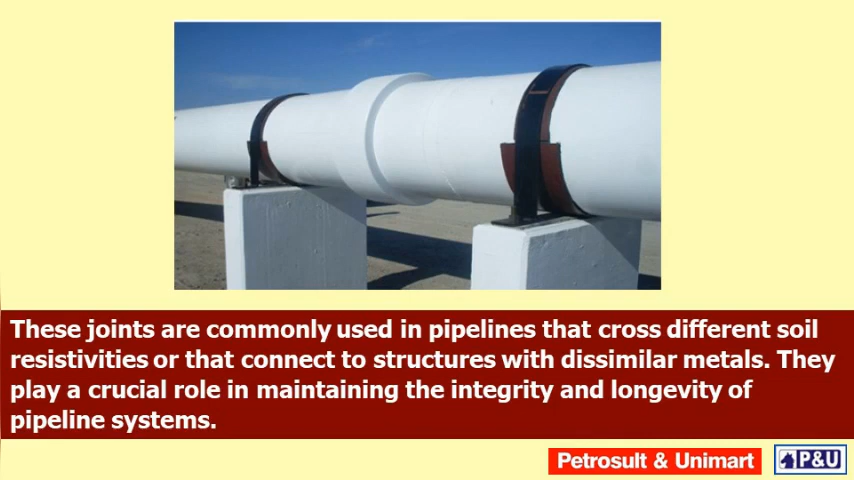 These joints are commonly used in pipelines that cross different soil
resistivities or that connect to structures with dissimilar metals. They
play a crucial role in maintaining the integrity and longevity of
pipeline systems.
Petrosult & Unimart
P&U